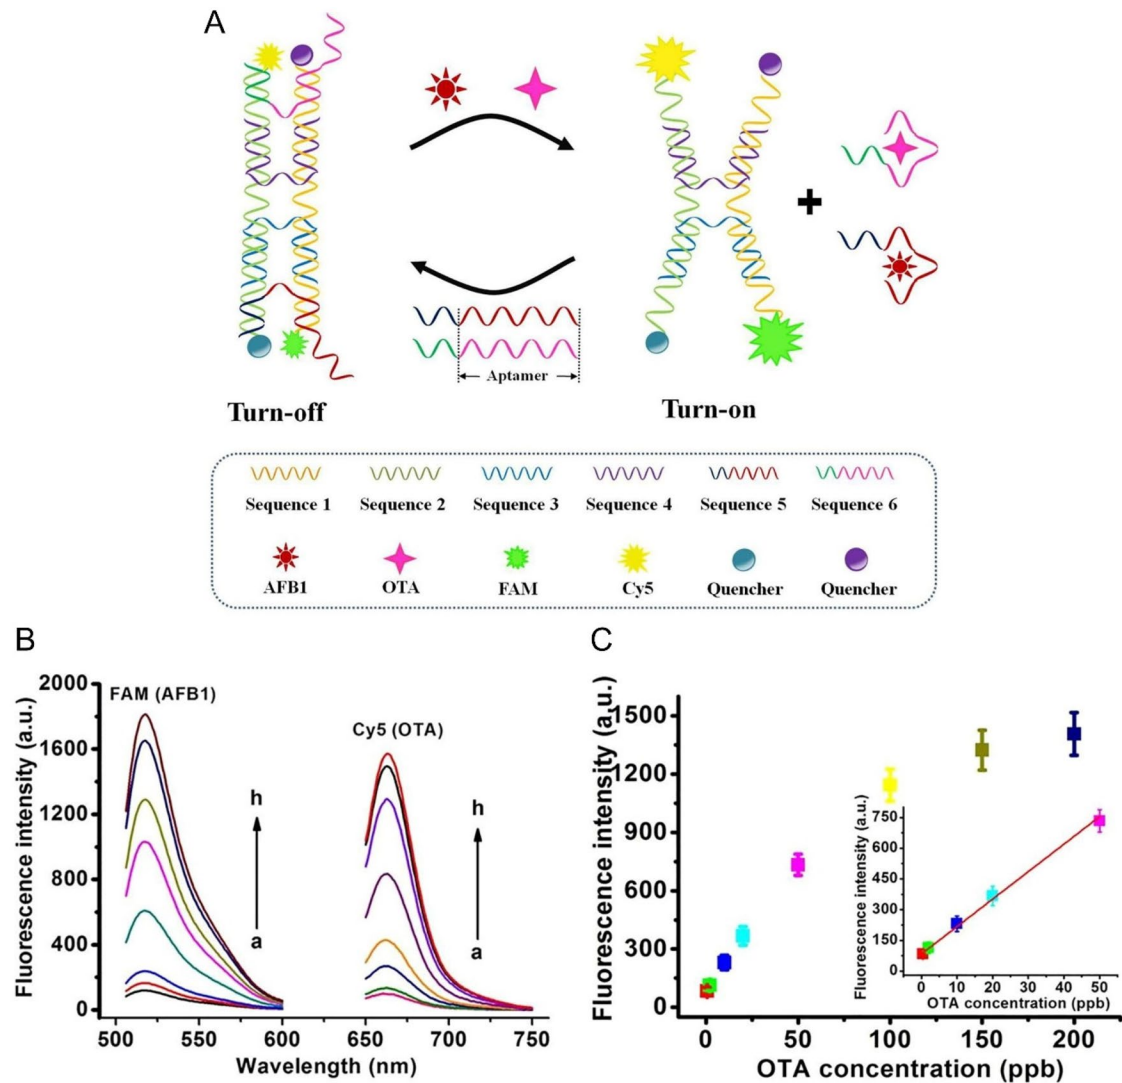 A
Aptamer
Turn-off
Turn-on
Sequence 1 Sequence 2 Sequence 3 Sequence 4 Sequence 5 Sequence 6
AFB1 OTA FAM Cy5 Quencher Quencher
B
2000
1600
1200
800
400
0
Fluorescence intensity (a.u.)
FAM (AFB1)
Cy5 (OTA)
h
a
h
a
500 550 600 650 700 750
Wavelength (nm)
C
1500
1200
900
600
300
0
Fluorescence intensity (a.u.)
0 50 100 150 200
OTA concentration (ppb)
750
600
450
300
150
0
Fluorescence intensity (a.u.)
0 10 20 30 40 50
OTA concentration (ppb)